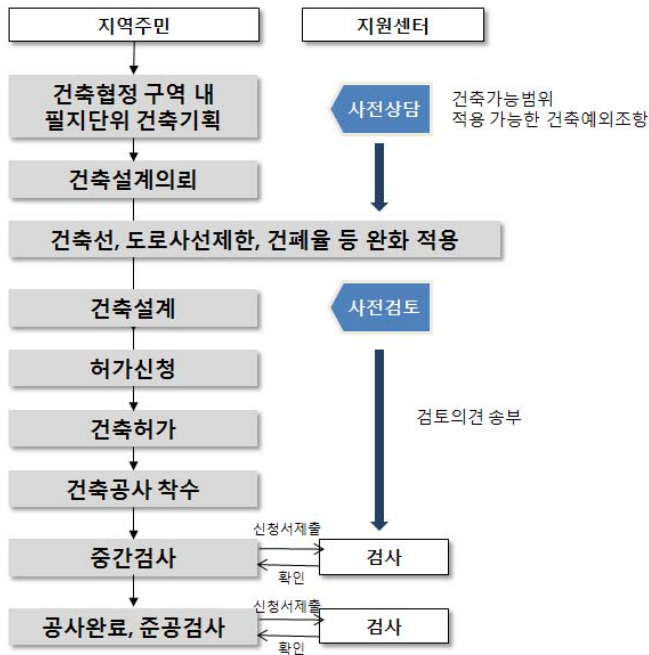 지역주민
지원센터
건축협정 구역 내
필지단위 건축기획
사전상담
건축가능범위
적용 가능한 건축예외조항
건축설계의뢰
건축선, 도로사선제한, 건폐율 등 완화 적용
건축설계
사전검토
허가신청
건축허가
검토의견 송부
건축공사 착수
신청서제출
중간검사
검사
확인
신청서제출
공사완료, 준공검사
검사
확인